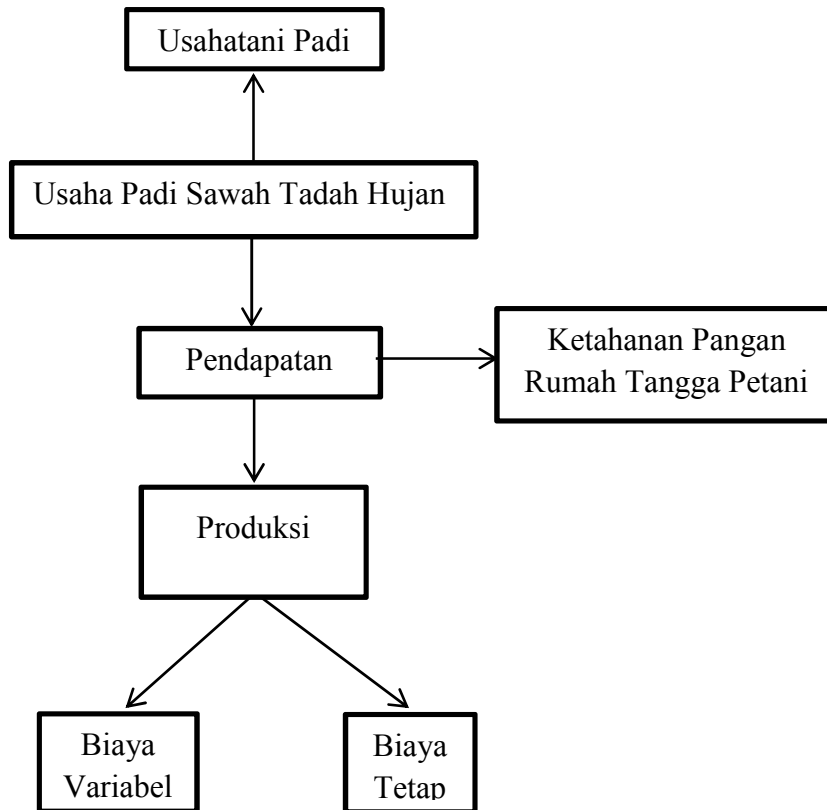 Usahatani Padi
Usaha Padi Sawah Tadah Hujan
Pendapatan
Ketahanan Pangan
Rumah Tangga Petani
Produksi
Biaya
Variabel
Biaya
Tetap